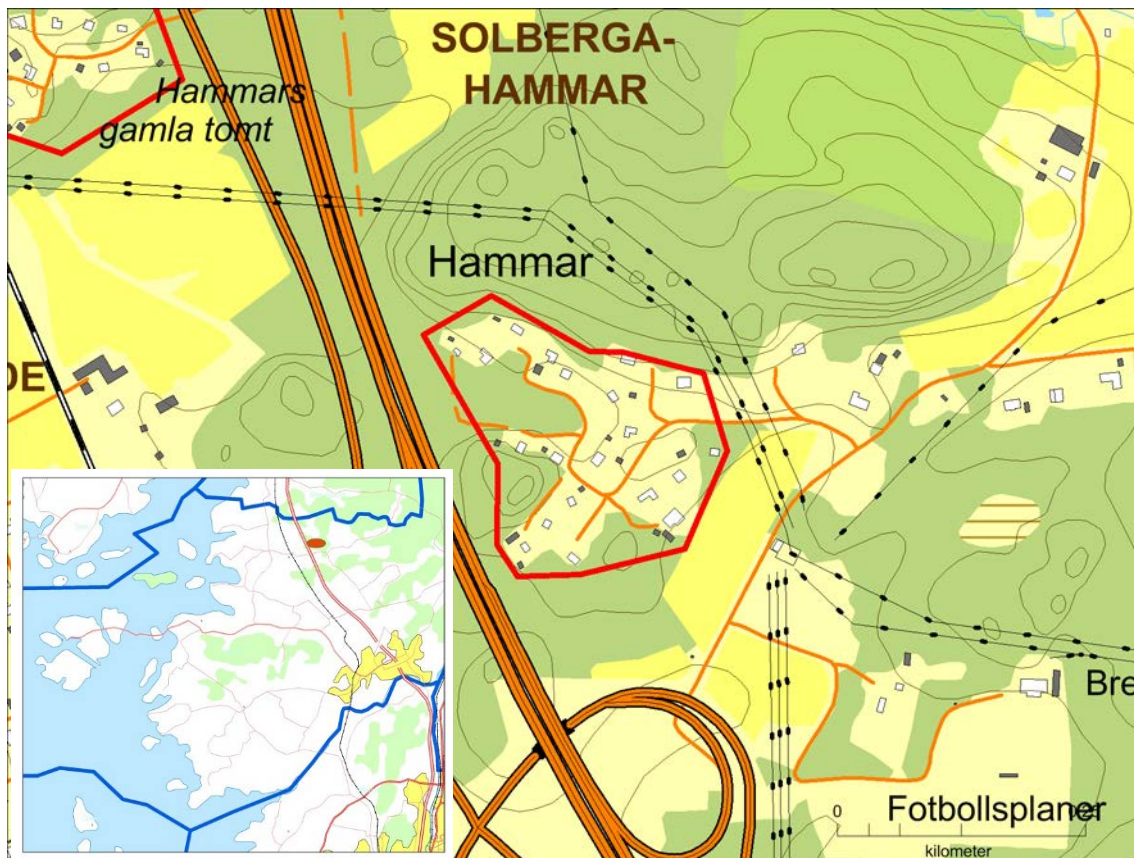 SOLBERGA-
HAMMAR
Hammars
gamla tomt
Hammar
DE
Bre
Fotbollsplaner
0
kilometer